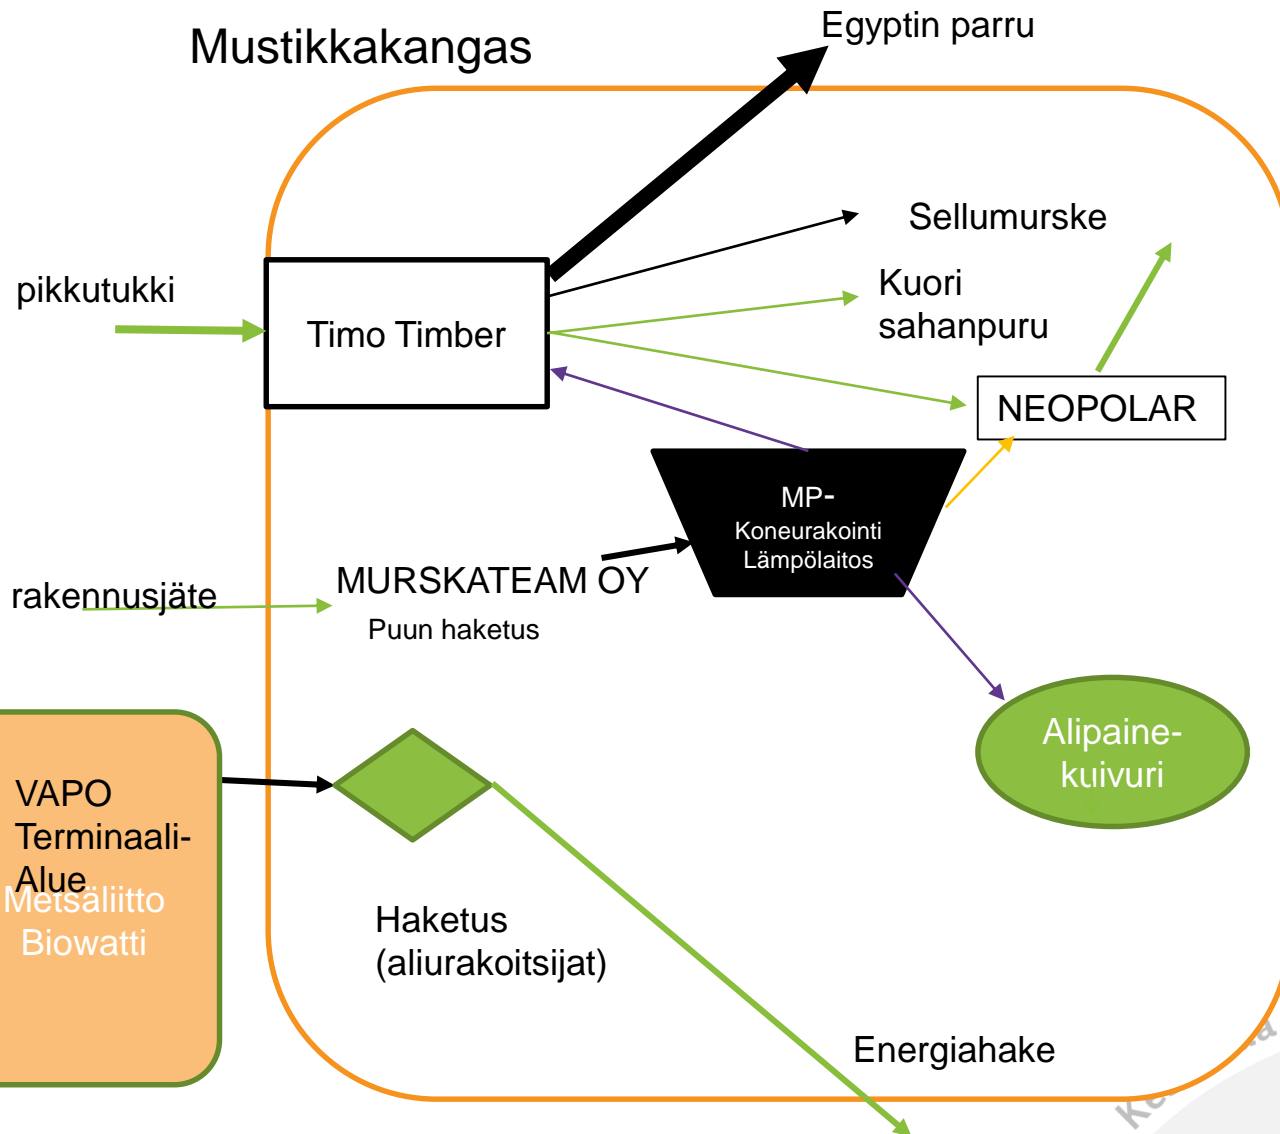 Mustikkakangas
Egyptin parru
Sellumurske
pikkutukki
Kuori
sahanpuru
Timo Timber
NEOPOLAR
MP-
Koneurakointi
Lämpölaitos
MURSKATEAM OY
rakennusjäte
Puun haketus
Alipaine-
kuivuri
VAPO
Terminaali-
Alue
Metsäliitto
Biowatti
Haketus
(aliurakoitsijat)
Energiahake